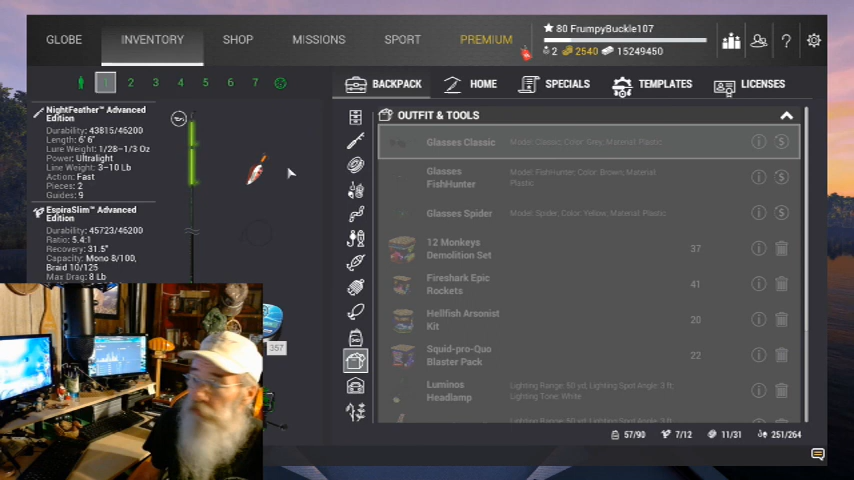 GLOBE INVENTORY SHOP MISSIONS SPORT PREMIUM
80 FrumpyBuckle107
2 2540 15249450
1 2 3 4 5 6 7
BACKPACK HOME SPECIALS TEMPLATES LICENSES
NightFeather™ Advanced
Edition
Durability: 43815/46200
Length: 6' 6"
Lure Weight: 1/28–1/3 Oz
Power: Ultralight
Line Weight: 3–10 Lb
Action: Fast
Pieces: 2
Guides: 9
EspiraSlim™ Advanced
Edition
Durability: 45723/46200
Ratio: 5.4:1
Recovery: 31.5"
Capacity: Mono 8/100,
Braid 10/125
Max Drag: 8 Lb
357
OUTFIT & TOOLS
Glasses Classic Model: Classic; Color: Grey; Material: Plastic;
Glasses
FishHunter
Model: FishHunter; Color: Brown; Material:
Plastic;
Glasses Spider Model: Spider; Color: Yellow; Material: Plastic;
12 Monkeys
Demolition Set
37
Fireshark Epic
Rockets
41
Hellfish Arsonist
Kit
20
Squid-pro-Quo
Blaster Pack
22
Luminos
Headlamp
Lighting Range: 50 yd; Lighting Spot Angle: 3 ft;
Lighting Tone: White
57/90 7/12 11/31 251/264